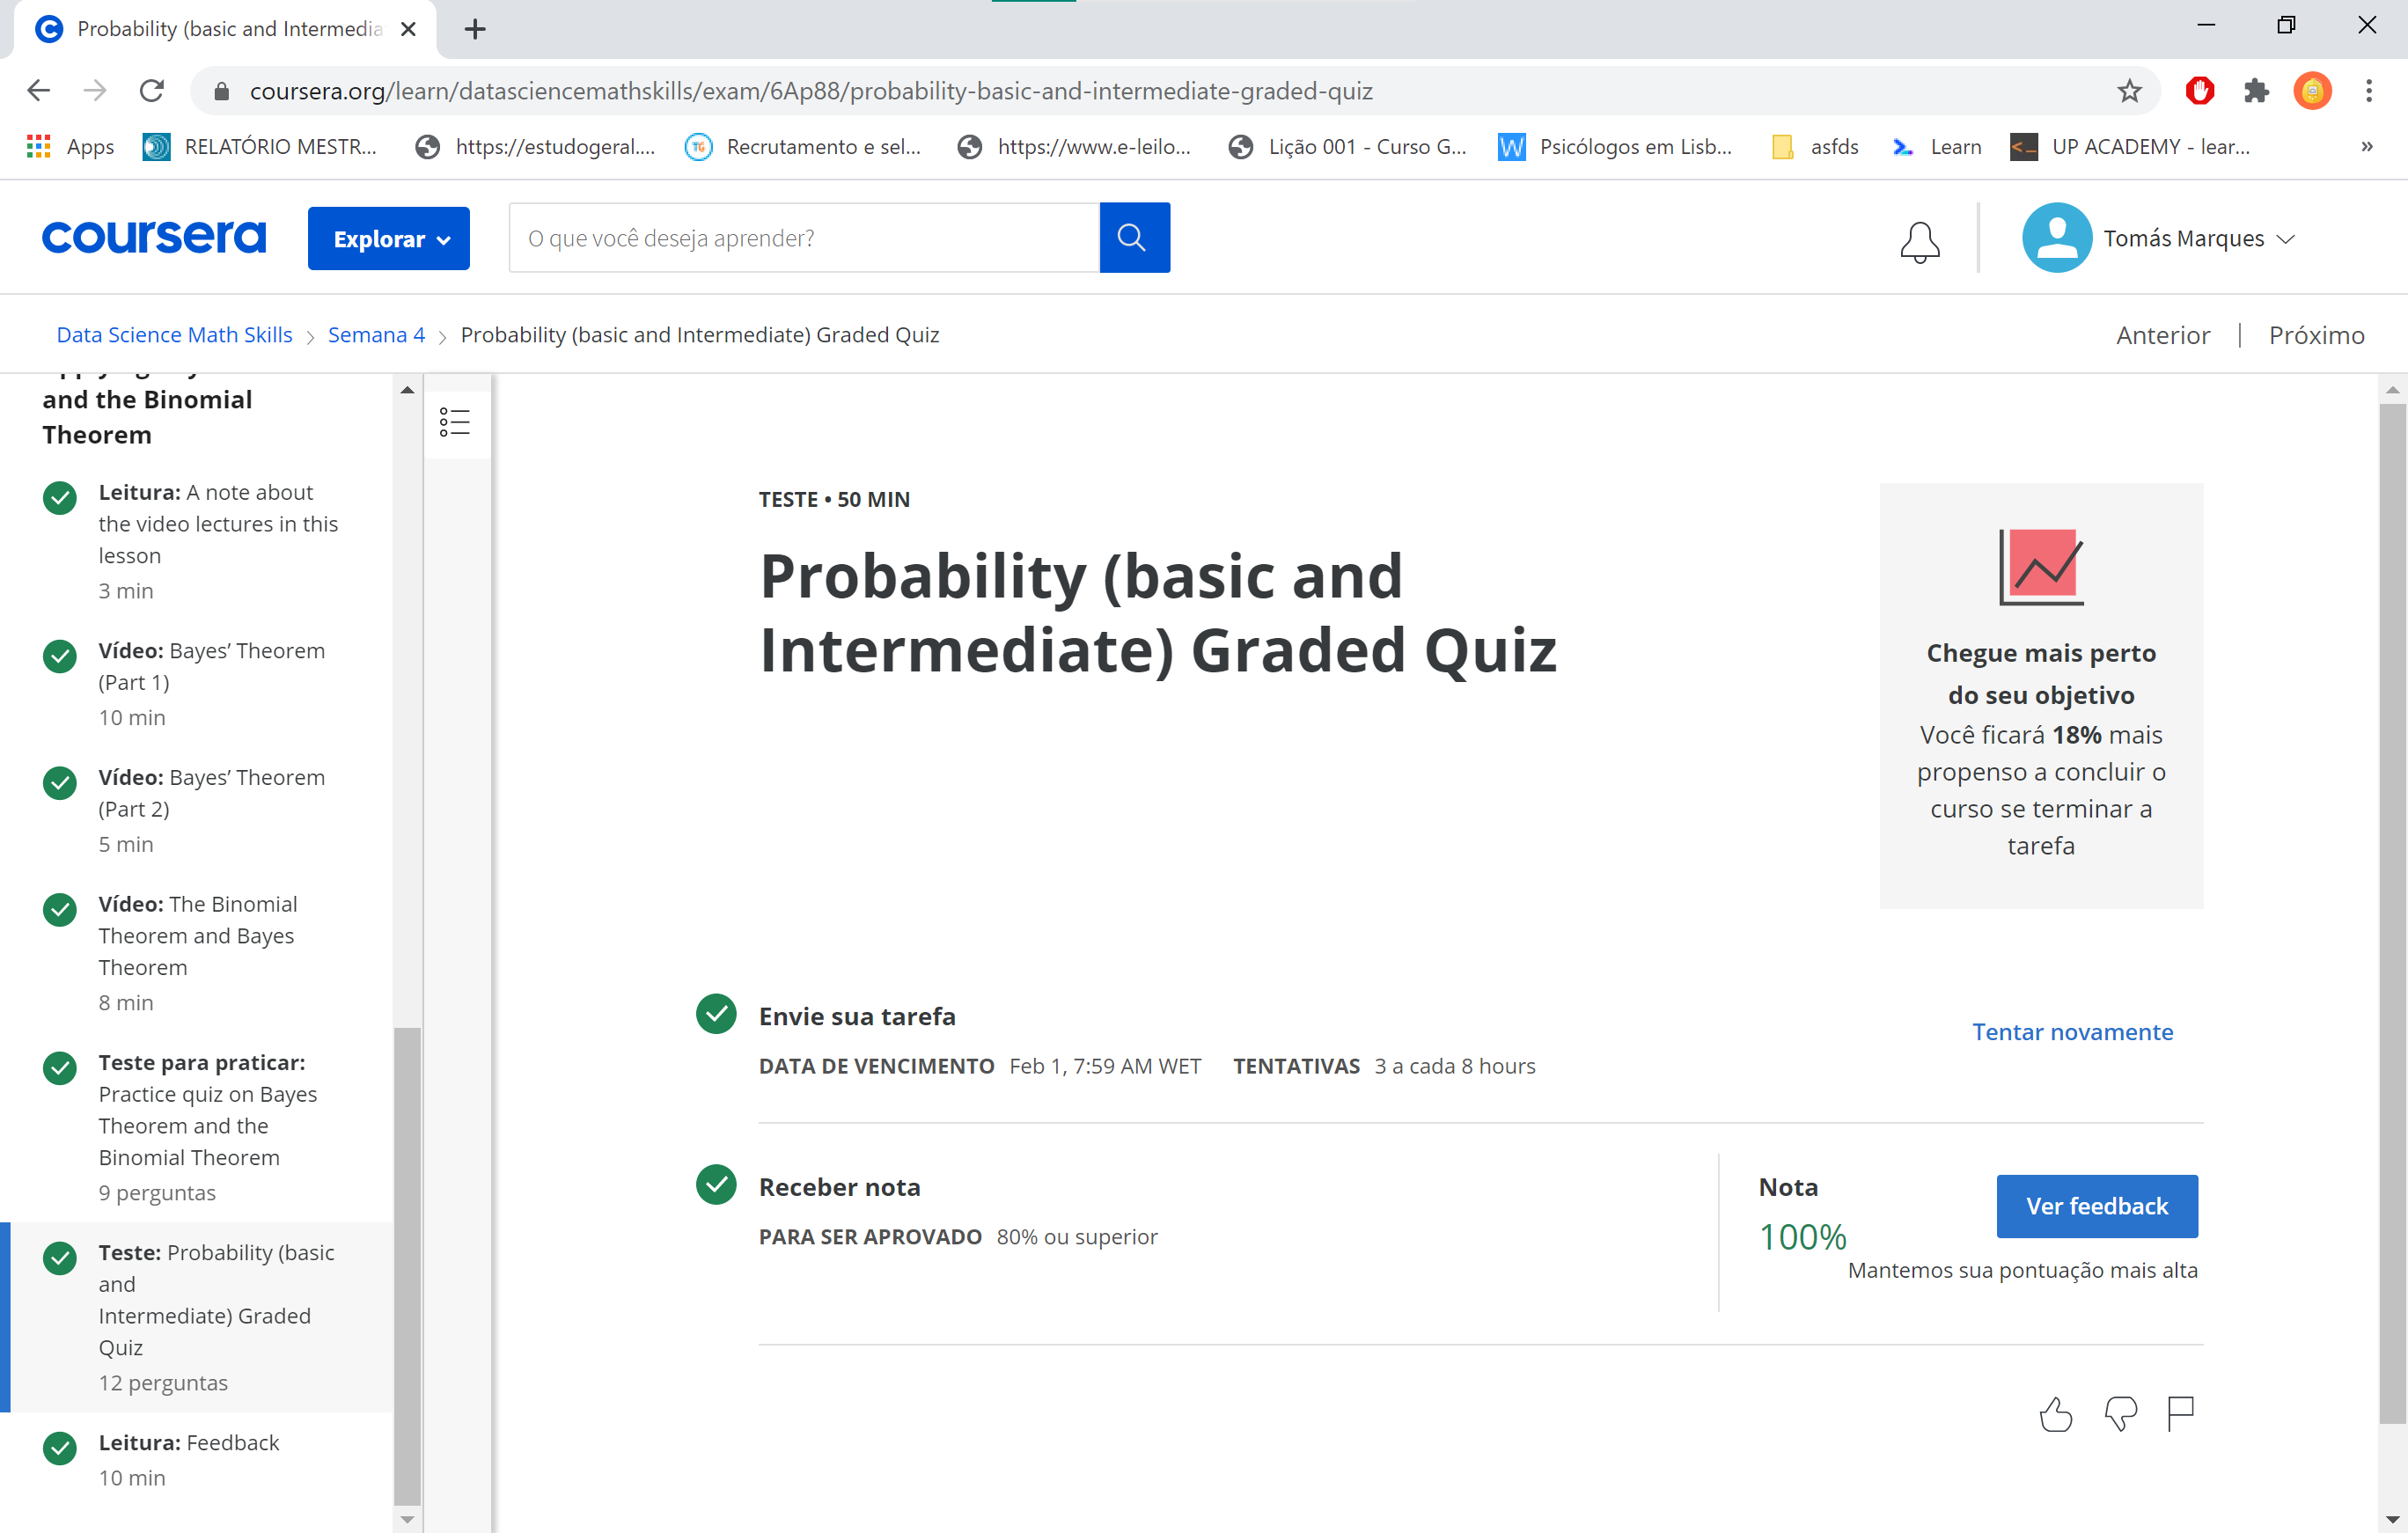 Probability (basic and Intermedia
coursera.org/learn/datasciencemathskills/exam/6Ap88/probability-basic-and-intermediate-graded-quiz
Apps
RELATÓRIO MESTR...
https://estudogeral....
Recrutamento e sel...
https://www.e-leilo...
Lição 001 - Curso G...
Psicólogos em Lisb...
asfds
Learn
UP ACADEMY - lear...
»
coursera
Explorar
O que você deseja aprender?
Tomás Marques
Data Science Math Skills > Semana 4 > Probability (basic and Intermediate) Graded Quiz
Anterior | Próximo
and the Binomial
Theorem
Leitura: A note about
the video lectures in this
lesson
3 min
Vídeo: Bayes’ Theorem
(Part 1)
10 min
Vídeo: Bayes’ Theorem
(Part 2)
5 min
Vídeo: The Binomial
Theorem and Bayes
Theorem
8 min
Teste para praticar:
Practice quiz on Bayes
Theorem and the
Binomial Theorem
9 perguntas
Teste: Probability (basic
and
Intermediate) Graded
Quiz
12 perguntas
Leitura: Feedback
10 min
TESTE • 50 MIN
Probability (basic and
Intermediate) Graded Quiz
Chegue mais perto
do seu objetivo
Você ficará 18% mais
propenso a concluir o
curso se terminar a
tarefa
Envie sua tarefa
DATA DE VENCIMENTO Feb 1, 7:59 AM WET TENTATIVAS 3 a cada 8 hours
Tentar novamente
Receber nota
PARA SER APROVADO 80% ou superior
Nota
100%
Ver feedback
Mantemos sua pontuação mais alta